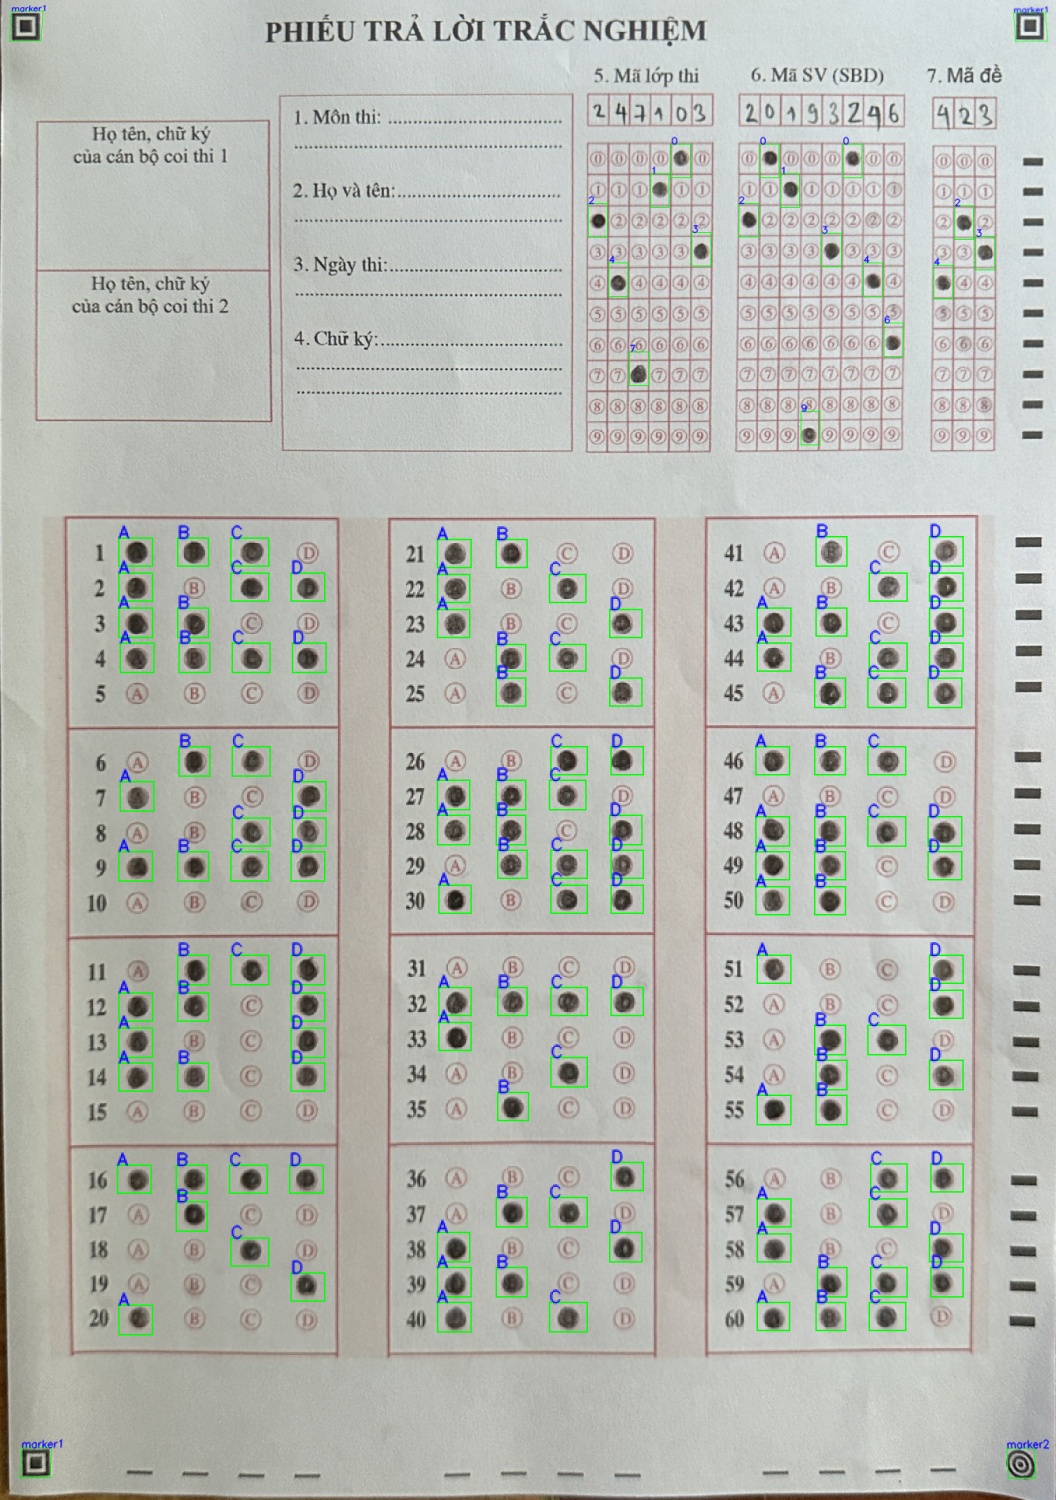 marker1
marker1
PHIẾU TRẢ LỜI TRẮC NGHIỆM
5. Mã lớp thi 6. Mã SV (SBD) 7. Mã đề
247103 20193246 423
Họ tên, chữ ký
của cán bộ coi thi 1
Họ tên, chữ ký
của cán bộ coi thi 2
1. Môn thi:
2. Họ và tên:
3. Ngày thi:
4. Chữ ký:
1 A B C D 21 A B C D 41 A B C D
2 A B C D 22 A B C D 42 A B C D
3 A B C D 23 A B C D 43 A B C D
4 A B C D 24 A B C D 44 A B C D
5 A B C D 25 A B C D 45 A B C D
6 A B C D 26 A B C D 46 A B C D
7 A B C D 27 A B C D 47 A B C D
8 A B C D 28 A B C D 48 A B C D
9 A B C D 29 A B C D 49 A B C D
10 A B C D 30 A B C D 50 A B C D
11 A B C D 31 A B C D 51 A B C D
12 A B C D 32 A B C D 52 A B C D
13 A B C D 33 A B C D 53 A B C D
14 A B C D 34 A B C D 54 A B C D
15 A B C D 35 A B C D 55 A B C D
16 A B C D 36 A B C D 56 A B C D
17 A B C D 37 A B C D 57 A B C D
18 A B C D 38 A B C D 58 A B C D
19 A B C D 39 A B C D 59 A B C D
20 A B C D 40 A B C D 60 A B C D
marker1
marker2